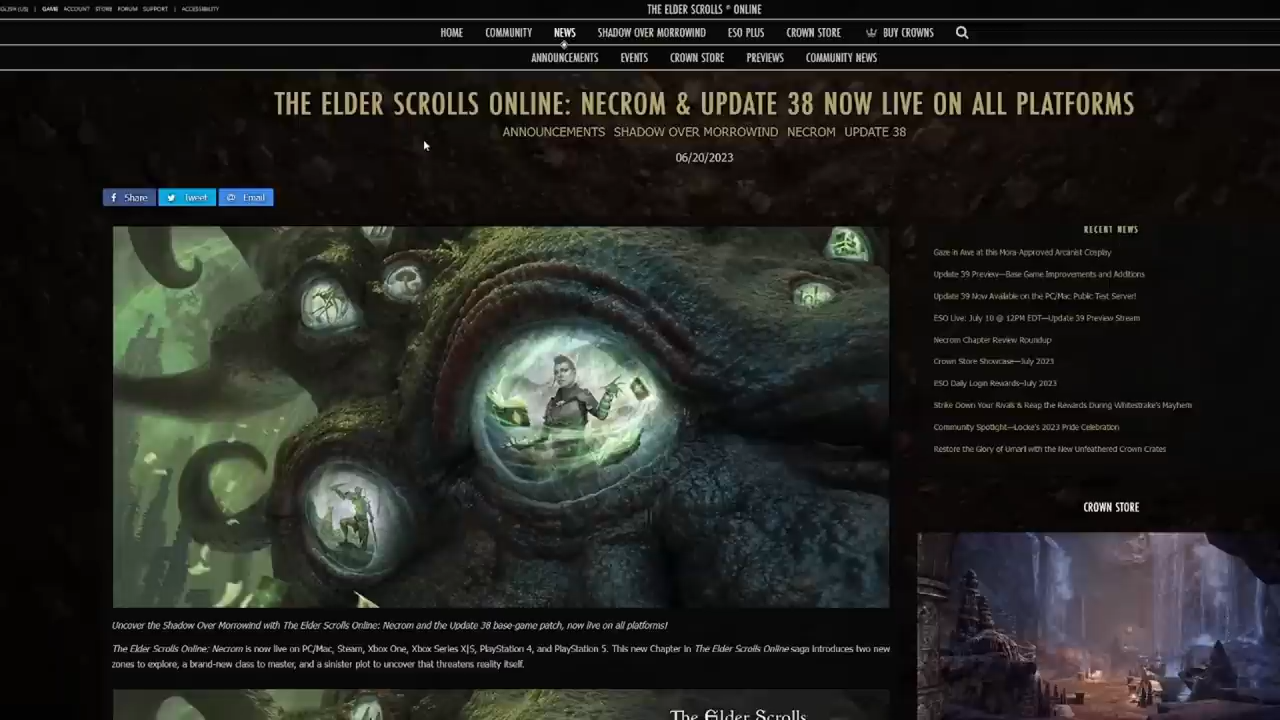 GLISH (US) | GAME ACCOUNT STORE FORUM SUPPORT | ACCESSIBILITY
THE ELDER SCROLLS ® ONLINE
HOME COMMUNITY NEWS SHADOW OVER MORROWIND ESO PLUS CROWN STORE BUY CROWNS
ANNOUNCEMENTS EVENTS CROWN STORE PREVIEWS COMMUNITY NEWS
THE ELDER SCROLLS ONLINE: NECROM & UPDATE 38 NOW LIVE ON ALL PLATFORMS
ANNOUNCEMENTS SHADOW OVER MORROWIND NECROM UPDATE 38
06/20/2023
Share Tweet Email
RECENT NEWS
Gaze in Awe at this Mora-Approved Arcanist Cosplay
Update 39 Preview—Base Game Improvements and Additions
Update 39 Now Available on the PC/Mac Public Test Server!
ESO Live: July 10 @ 12PM EDT—Update 39 Preview Stream
Necrom Chapter Review Roundup
Crown Store Showcase—July 2023
ESO Daily Login Rewards–July 2023
Strike Down Your Rivals & Reap the Rewards During Whitestrake's Mayhem
Community Spotlight—Locke's 2023 Pride Celebration
Restore the Glory of Umaril with the New Unfeathered Crown Crates
CROWN STORE
Uncover the Shadow Over Morrowind with The Elder Scrolls Online: Necrom and the Update 38 base-game patch, now live on all platforms!
The Elder Scrolls Online: Necrom is now live on PC/Mac, Steam, Xbox One, Xbox Series X|S, PlayStation 4, and PlayStation 5. This new Chapter in The Elder Scrolls Online saga introduces two new
zones to explore, a brand-new class to master, and a sinister plot to uncover that threatens reality itself.
The Elder Scrolls